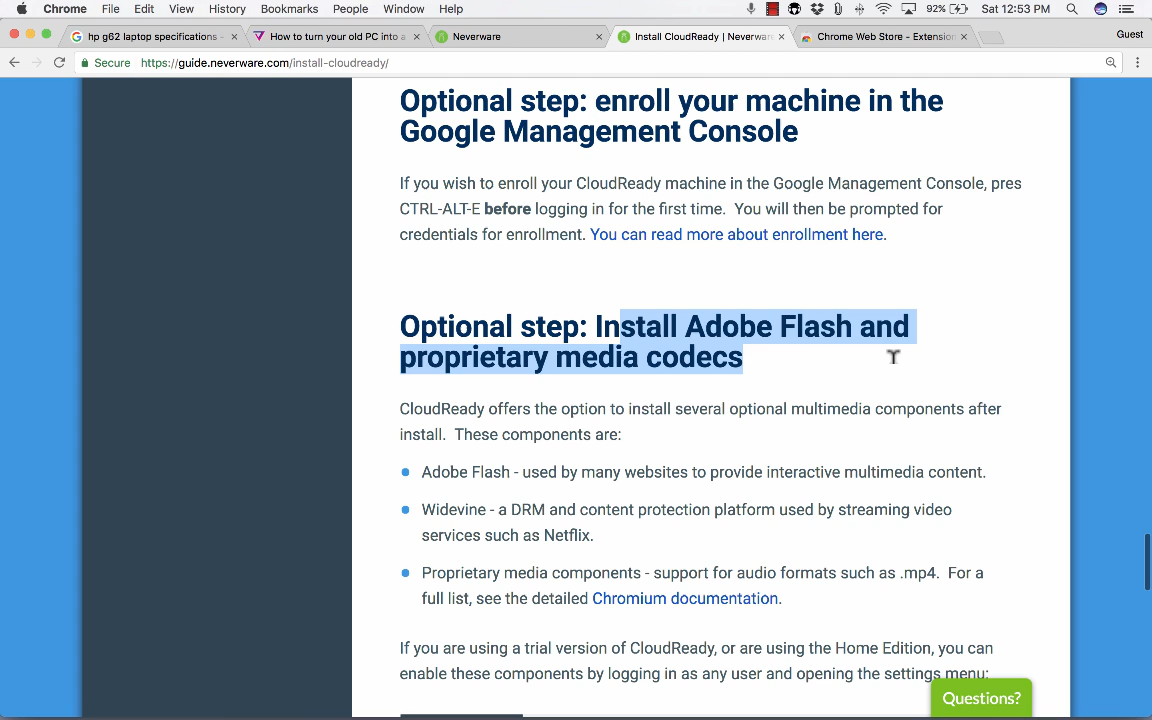 Chrome File Edit View History Bookmarks People Window Help 92% Sat 12:53 PM
hp g62 laptop specifications - × How to turn your old PC into a × Neverware × Install CloudReady | Neverware × Chrome Web Store - Extension × Guest
Secure https://guide.neverware.com/install-cloudready/
Optional step: enroll your machine in the
Google Management Console
If you wish to enroll your CloudReady machine in the Google Management Console, pres
CTRL-ALT-E before logging in for the first time. You will then be prompted for
credentials for enrollment. You can read more about enrollment here.
Optional step: Install Adobe Flash and
proprietary media codecs
CloudReady offers the option to install several optional multimedia components after
install. These components are:
Adobe Flash - used by many websites to provide interactive multimedia content.
Widevine - a DRM and content protection platform used by streaming video
services such as Netflix.
Proprietary media components - support for audio formats such as .mp4. For a
full list, see the detailed Chromium documentation.
If you are using a trial version of CloudReady, or are using the Home Edition, you can
enable these components by logging in as any user and opening the settings menu:
Questions?